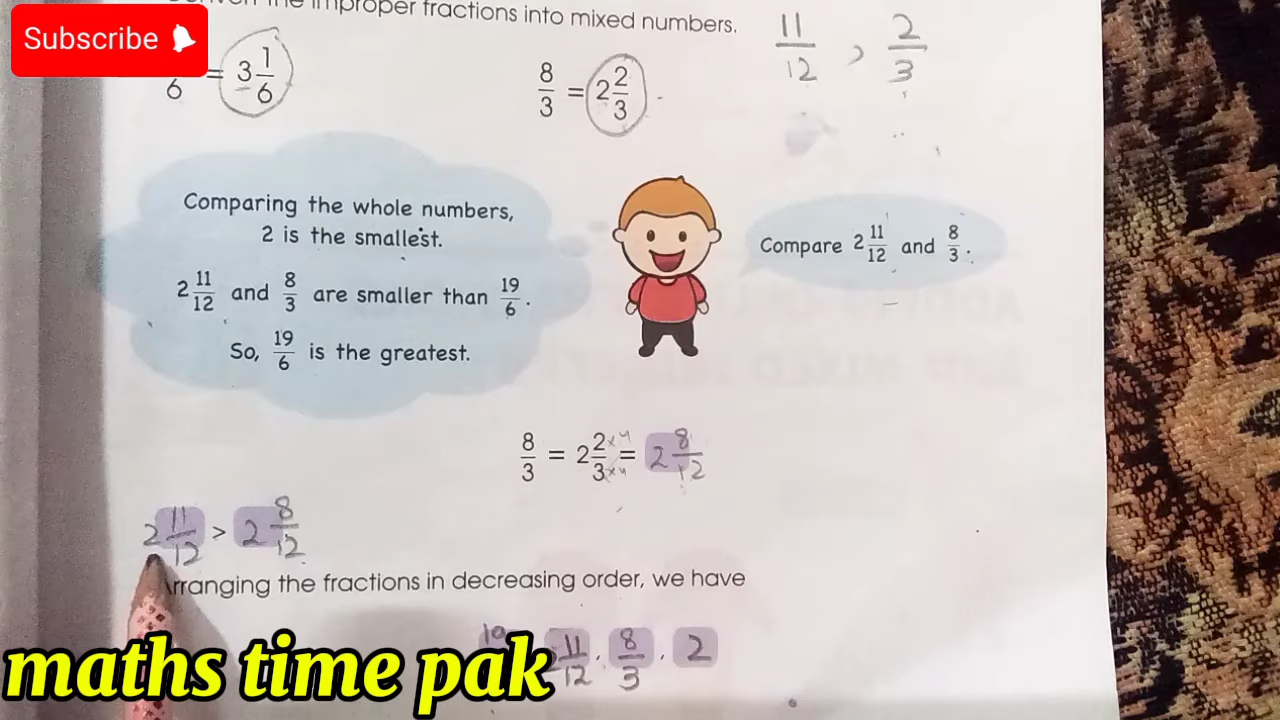 Subscribe
the improper fractions into mixed numbers.
11/12 , 2/3
6 = 3 1/6
8/3 = 2 2/3
Comparing the whole numbers,
2 is the smallest.
2 11/12 and 8/3 are smaller than 19/6.
So, 19/6 is the greatest.
Compare 2 11/12 and 8/3.
8/3 = 2 2×4/3×4 = 2 8/12
2 11/12 > 2 8/12
rranging the fractions in decreasing order, we have
19 11/12 , 8/3 , 2
maths time pak